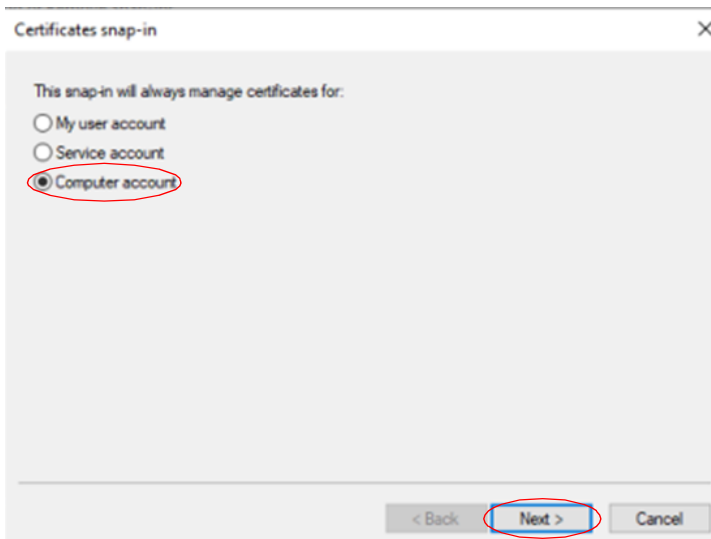 Certificates snap-in
This snap-in will always manage certificates for:
My user account
Service account
Computer account
< Back Next > Cancel